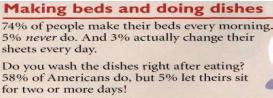 Making beds and doing dishes
74% of people make their beds every morning.
5% never do. And 3% actually change their
sheets every day.
Do you wash the dishes right after eating?
58% of Americans do, but 5% let theirs sit
for two or more days!